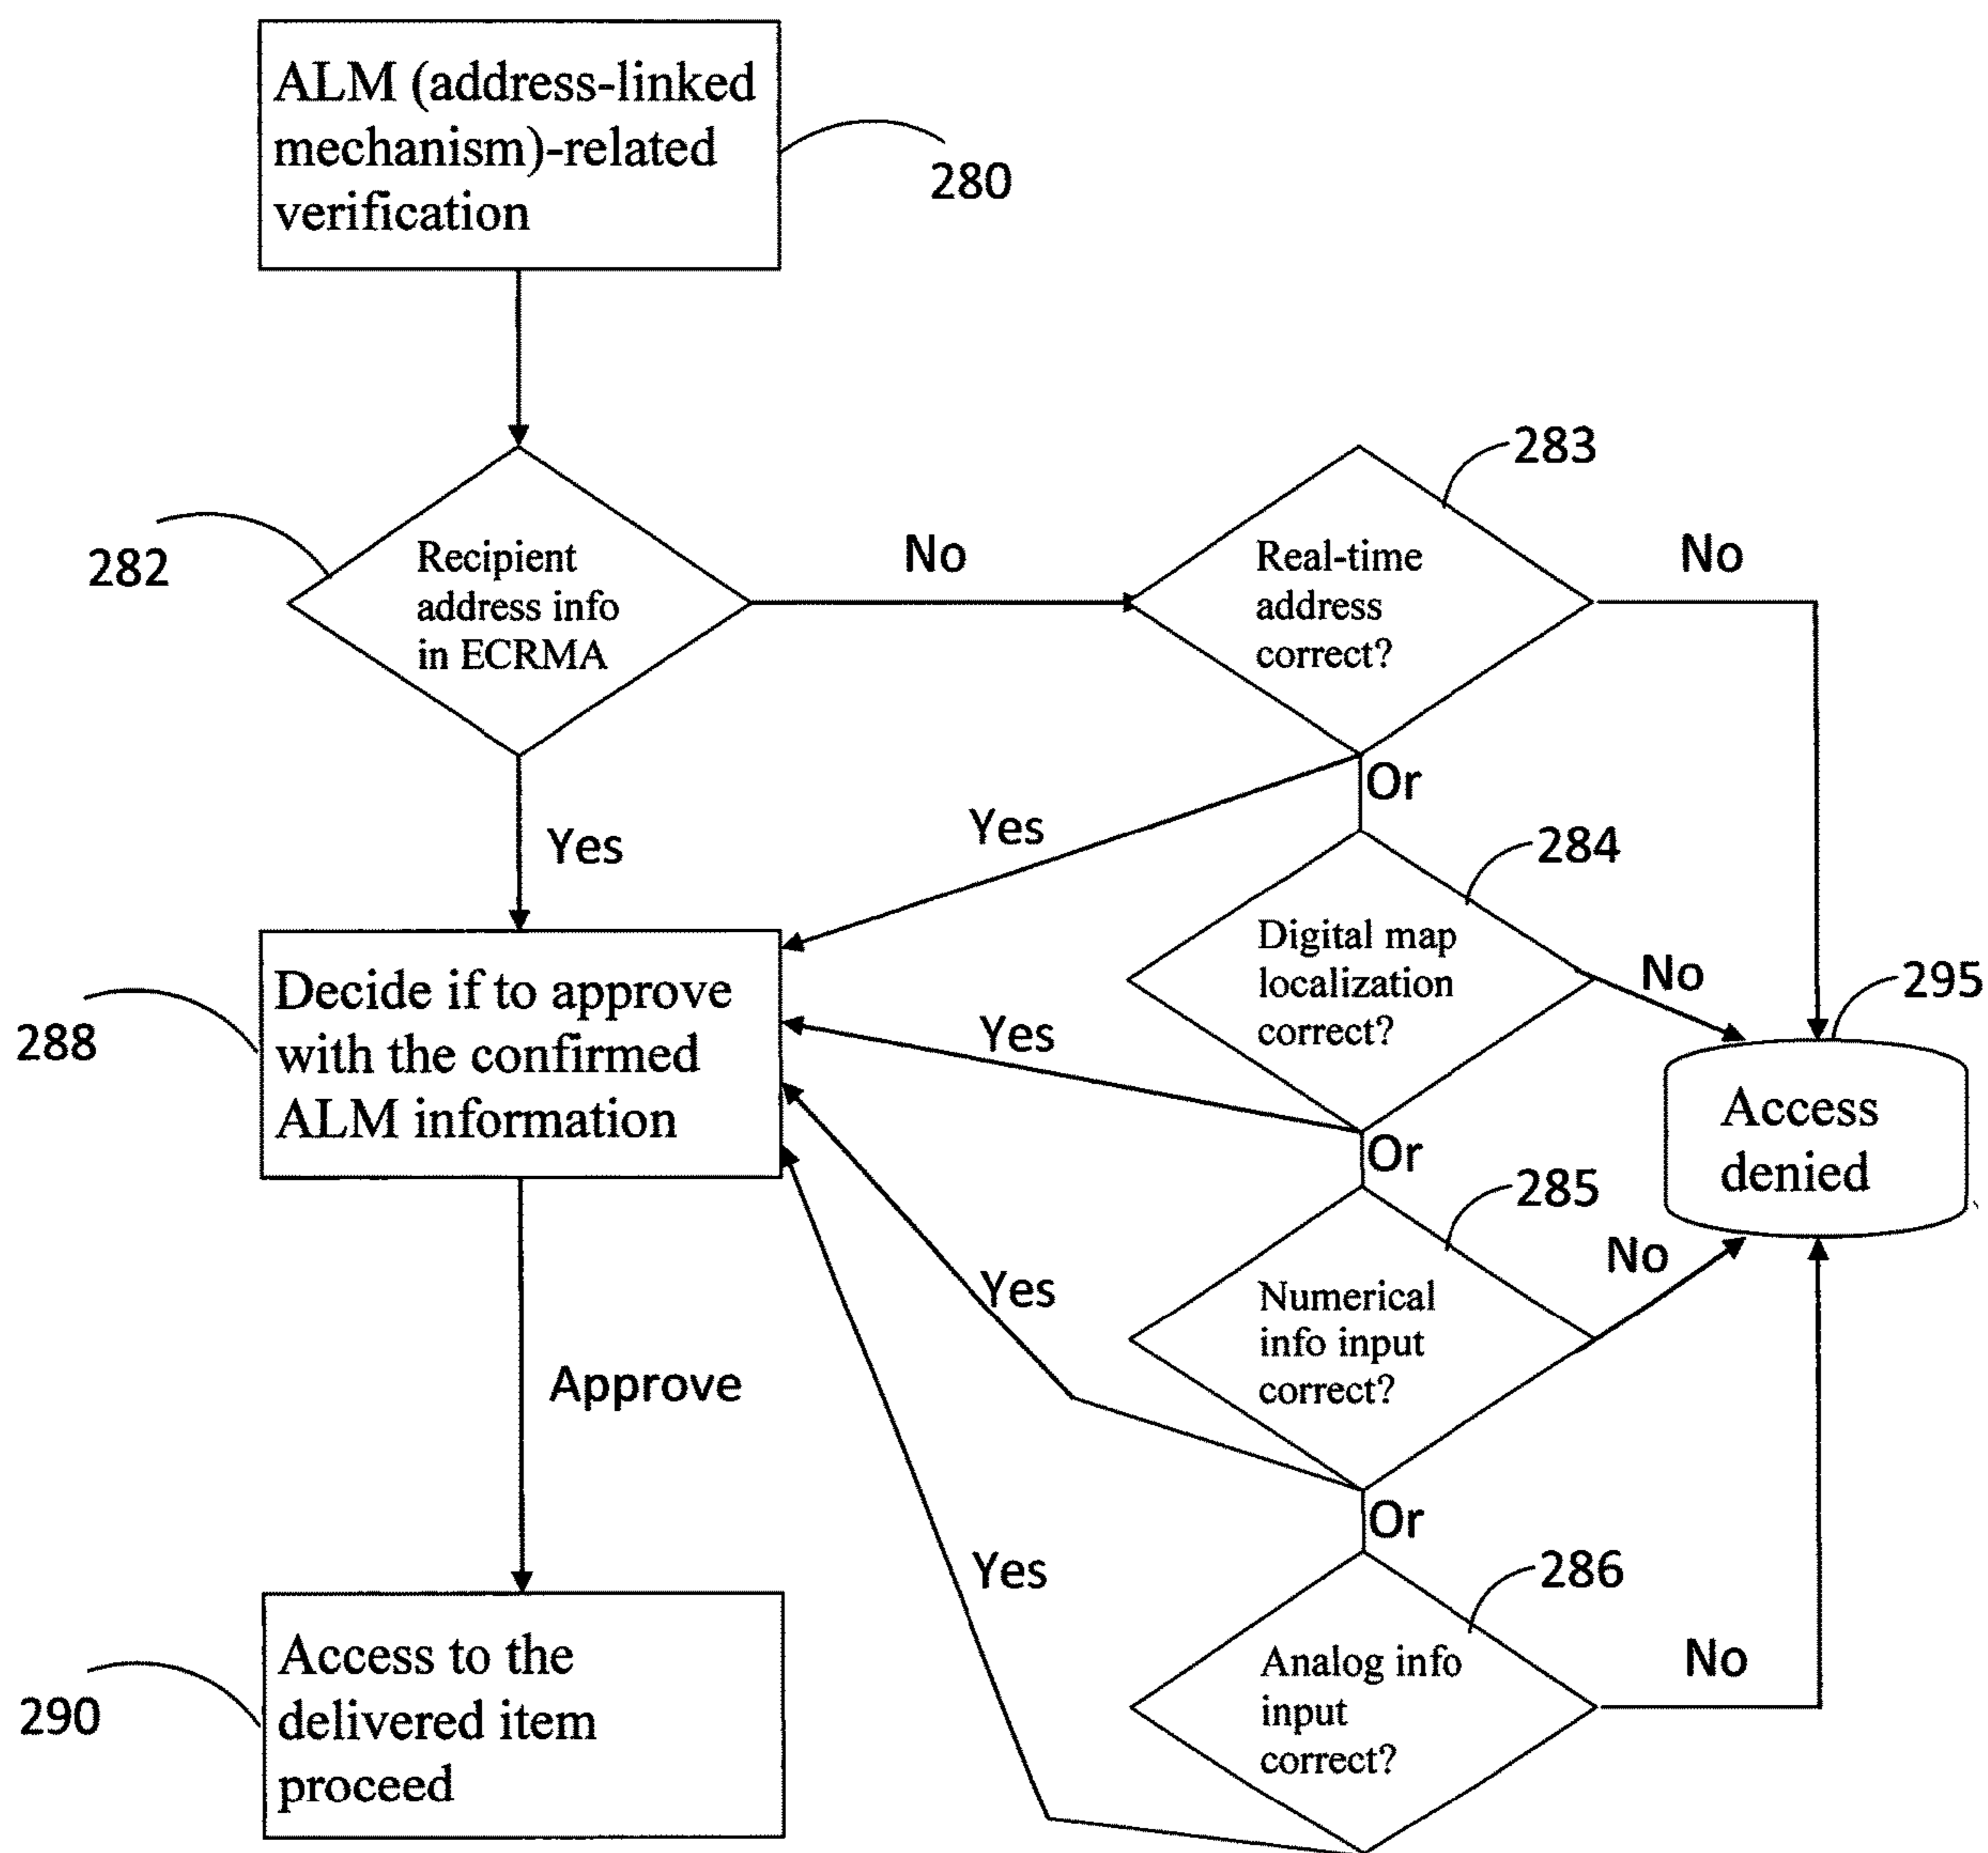 ALM (address-linked
mechanism)-related
verification
280
282
Recipient
address info
in ECRMA
No
283
Real-time
address
correct?
No
Or
Yes
Yes
284
Digital map
localization
correct?
No
295
Access
denied
288
Decide if to approve
with the confirmed
ALM information
Yes
Or
285
Numerical
info input
correct?
No
Yes
Approve
Or
286
Analog info
input
correct?
No
Yes
290
Access to the
delivered item
proceed